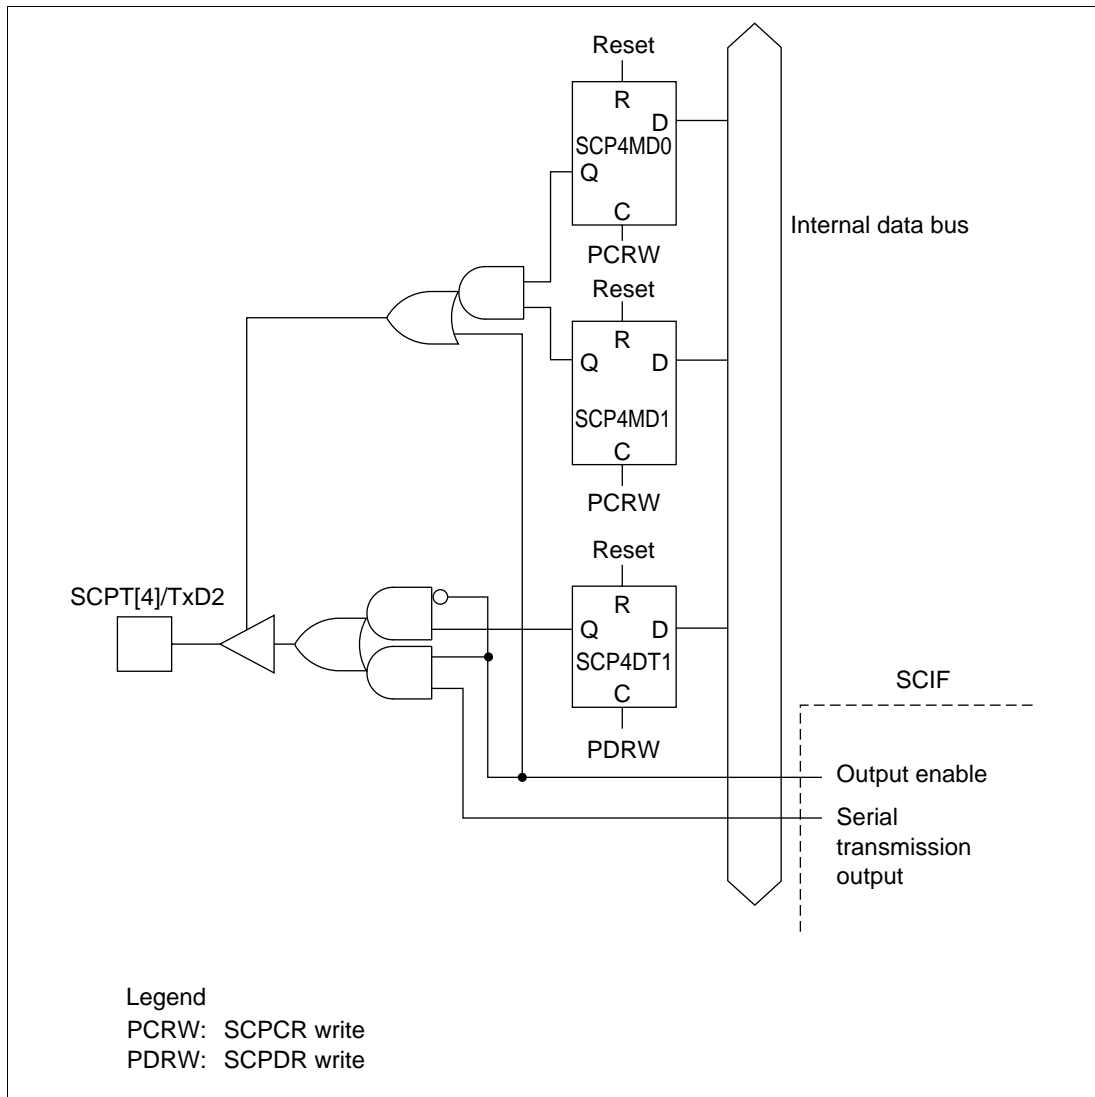 Reset
R
D
SCP4MD0
Q
C
PCRW
Internal data bus
Reset
R
Q
D
SCP4MD1
C
PCRW
Reset
SCPT[4]/TxD2
R
Q
D
SCP4DT1
C
PDRW
SCIF
Output enable
Serial
transmission
output
Legend
PCRW: SCPCR write
PDRW: SCPDR write